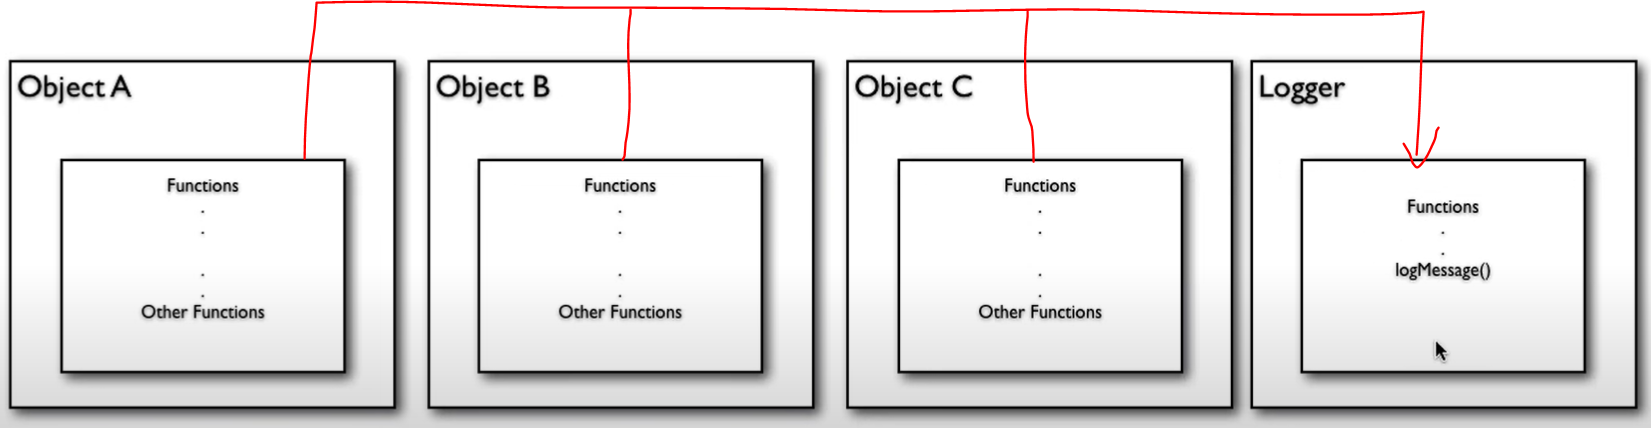 Object A
Functions
.
.
.
.
Other Functions
Object B
Functions
.
.
.
.
Other Functions
Object C
Functions
.
.
.
.
Other Functions
Logger
Functions
.
.
logMessage()